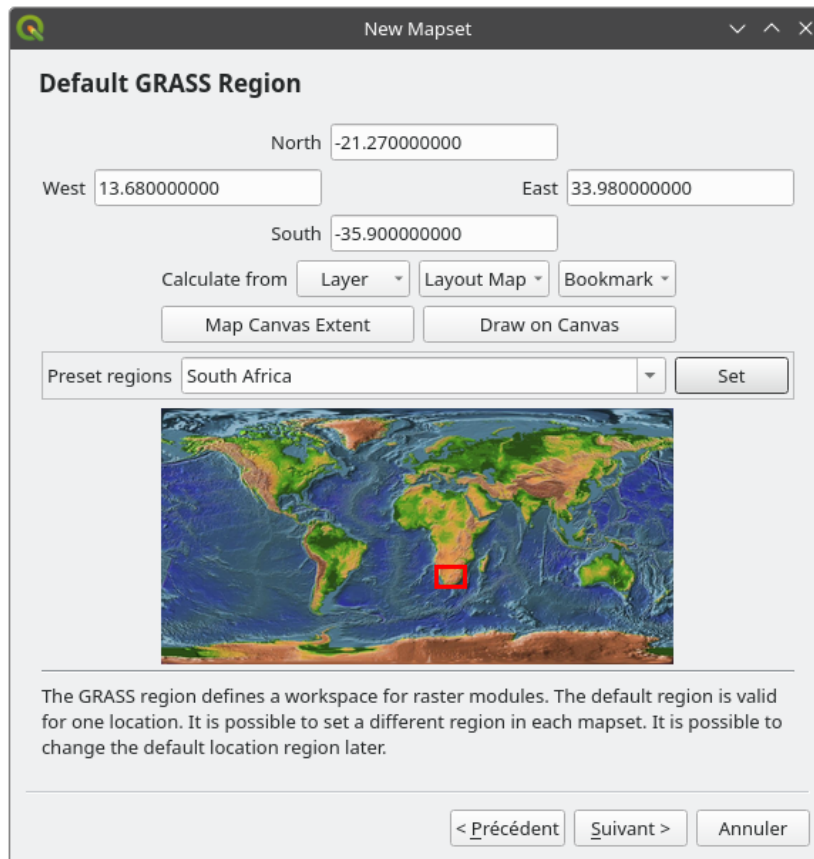 New Mapset
Default GRASS Region
North -21.270000000
West 13.680000000 East 33.980000000
South -35.900000000
Calculate from Layer Layout Map Bookmark
Map Canvas Extent Draw on Canvas
Preset regions South Africa Set
The GRASS region defines a workspace for raster modules. The default region is valid
for one location. It is possible to set a different region in each mapset. It is possible to
change the default location region later.
< Précédent Suivant > Annuler